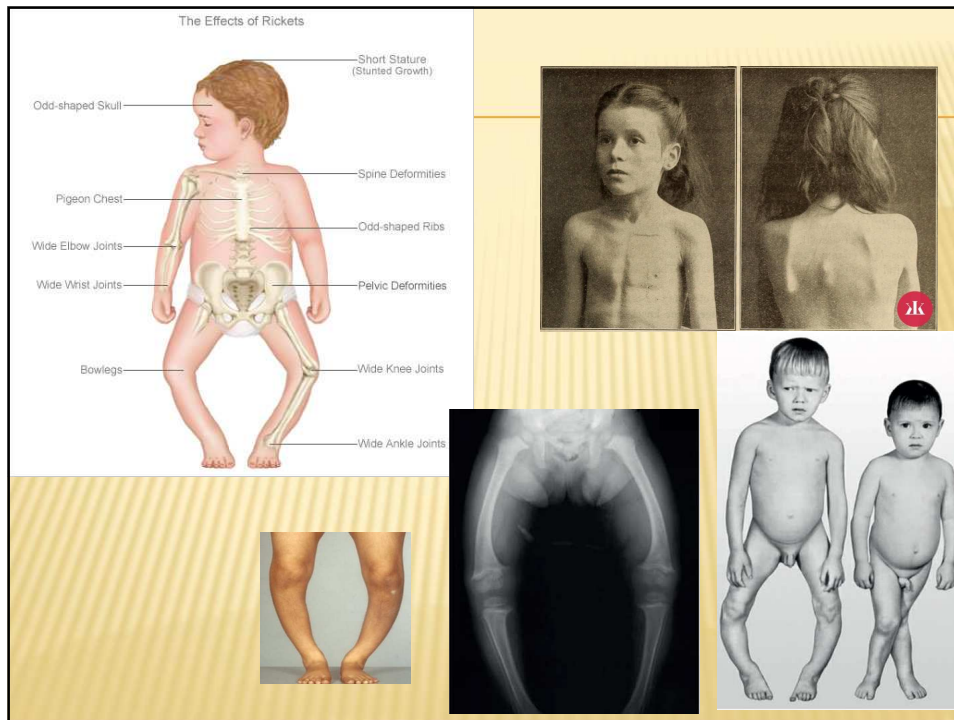 The Effects of Rickets
Short Stature
(Stunted Growth)
Odd-shaped Skull
Spine Deformities
Pigeon Chest
Odd-shaped Ribs
Wide Elbow Joints
Wide Wrist Joints
Pelvic Deformities
Bowlegs
Wide Knee Joints
Wide Ankle Joints